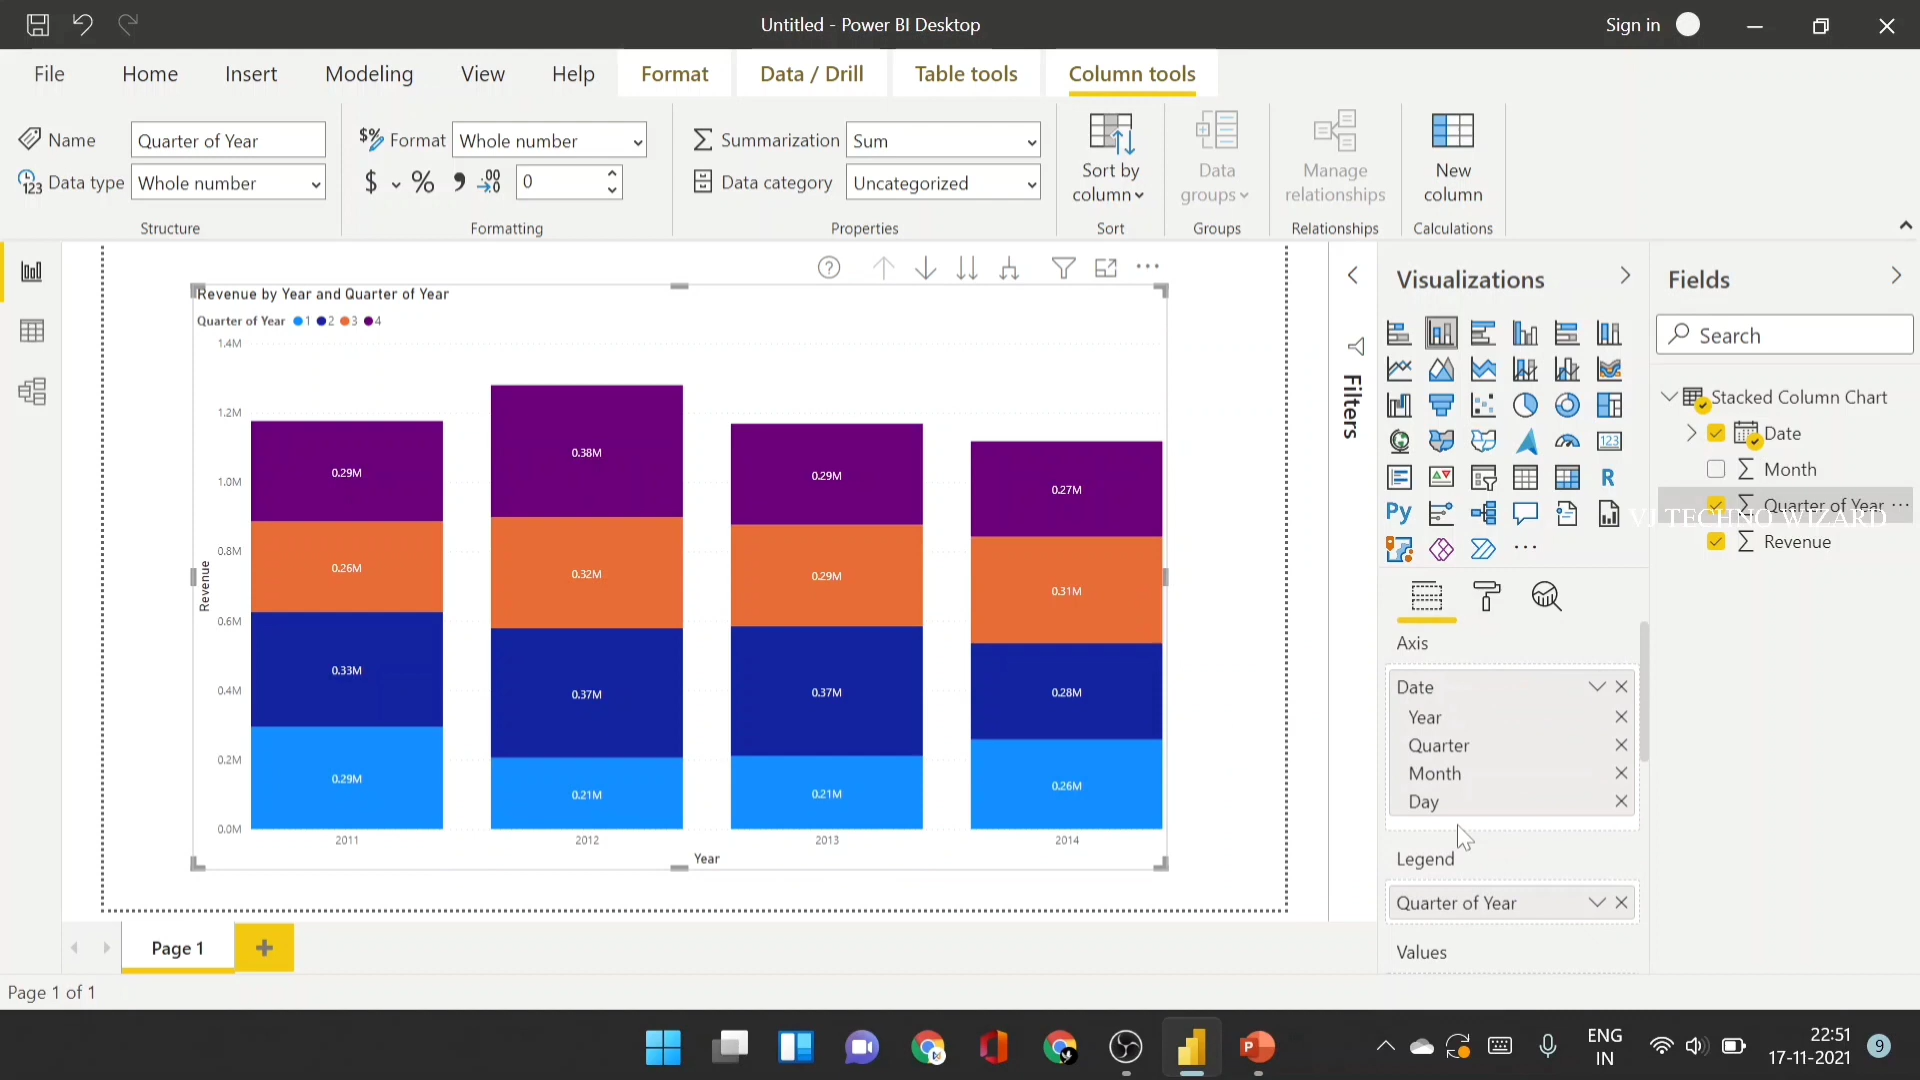 Untitled - Power BI Desktop
Sign in
File Home Insert Modeling View Help Format Data / Drill Table tools Column tools
Name Quarter of Year
Data type Whole number
Structure
Format Whole number
$ % 0
Formatting
Summarization Sum
Data category Uncategorized
Properties
Sort by
column
Sort
Data
groups
Groups
Manage
relationships
Relationships
New
column
Calculations
Revenue by Year and Quarter of Year
Quarter of Year 1 2 3 4
1.4M
1.2M
1.0M
0.8M
0.6M
0.4M
0.2M
0.0M
Revenue
0.29M 0.38M 0.29M 0.27M
0.26M 0.32M 0.29M 0.31M
0.33M 0.37M 0.37M 0.28M
0.29M 0.21M 0.21M 0.26M
2011 2012 2013 2014
Year
Filters
Visualizations
123
R
Py
Axis
Date
Year
Quarter
Month
Day
Legend
Quarter of Year
Values
Fields
Search
Stacked Column Chart
Date
Month
Quarter of Year
VJ TECHNO WIZARD
Revenue
Page 1
Page 1 of 1
ENG
IN
22:51
17-11-2021
9